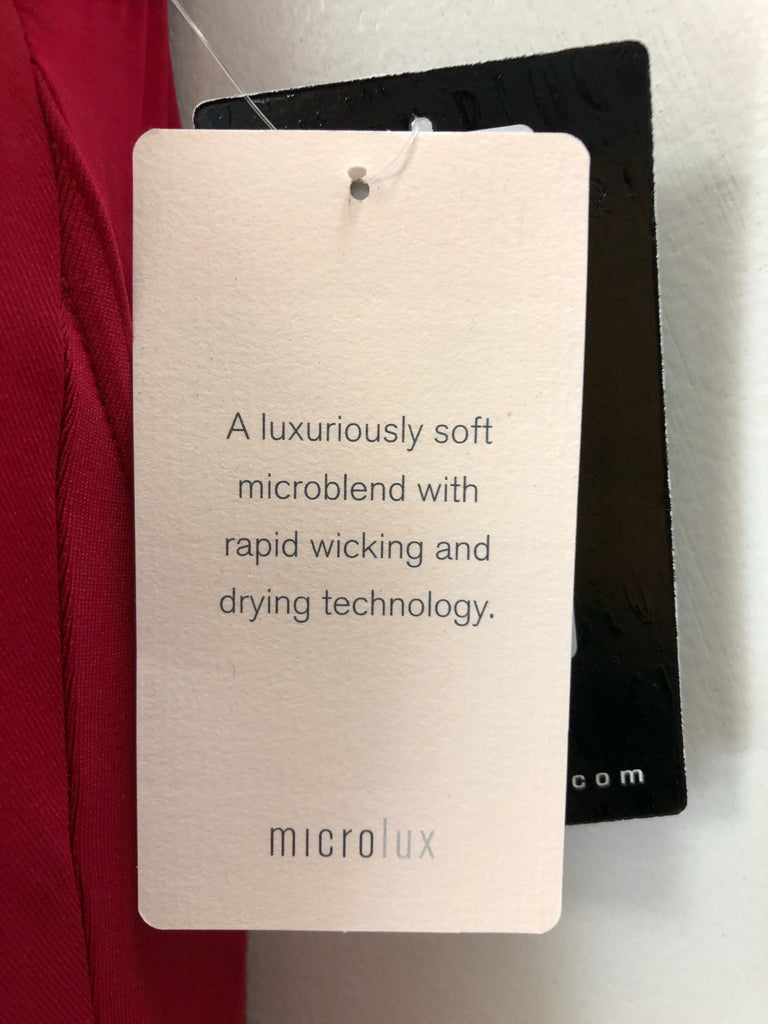 A luxuriously soft
microblend with
rapid wicking and
drying technology.
com
microlux